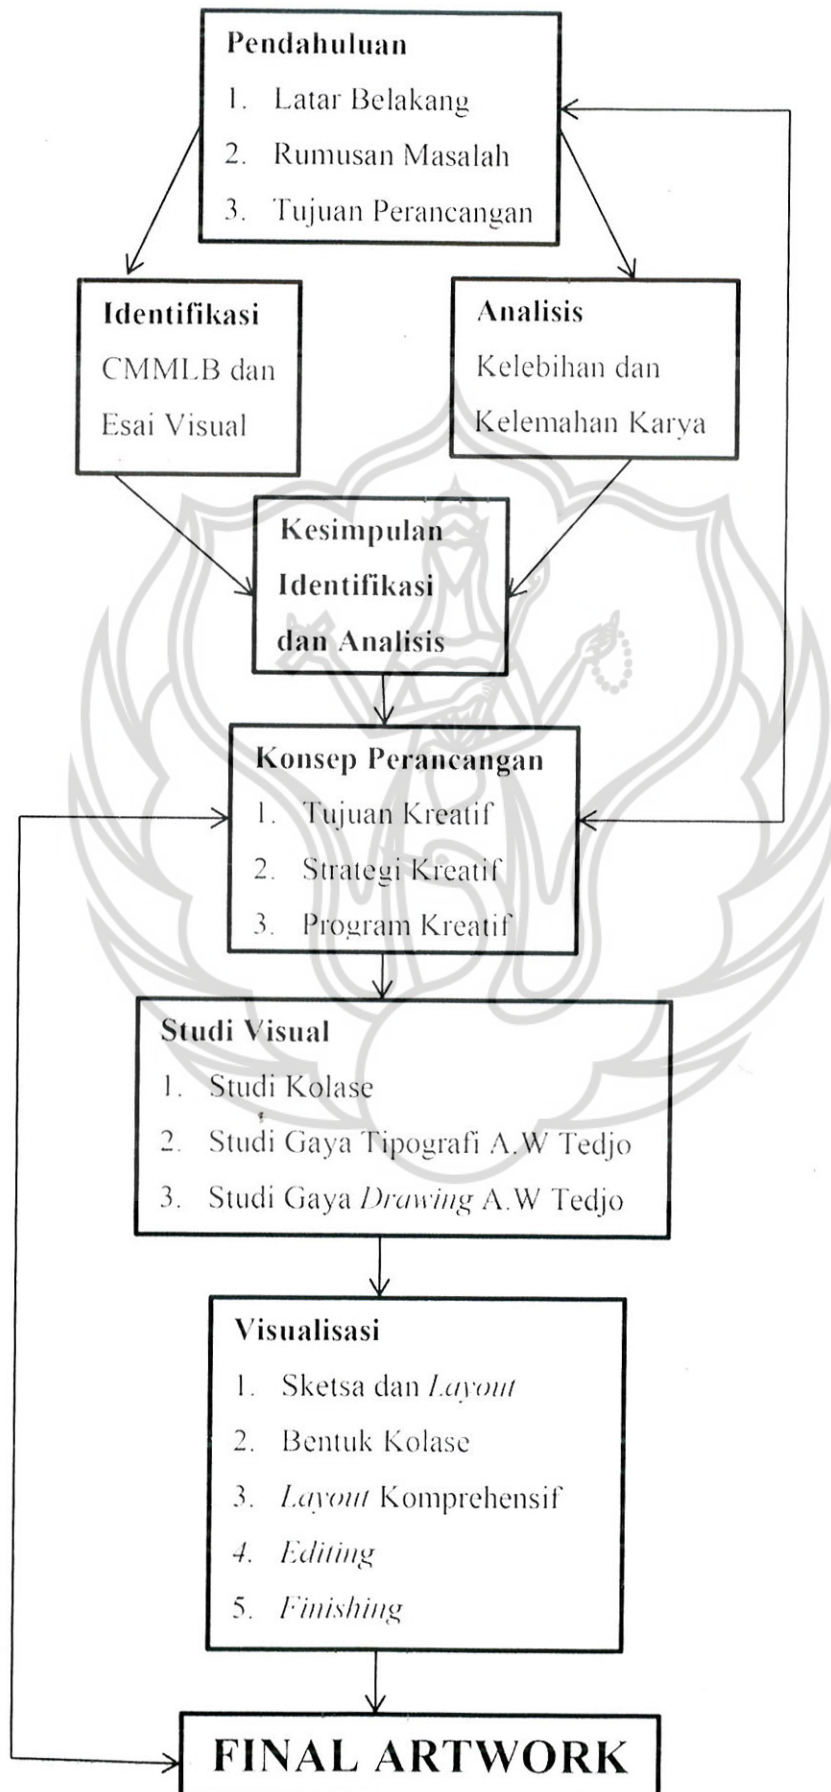 Pendahuluan
1. Latar Belakang
2. Rumusan Masalah
3. Tujuan Perancangan
Identifikasi
CMMLB dan
Esai Visual
Analisis
Kelebihan dan
Kelemahan Karya
Kesimpulan
Identifikasi
dan Analisis
Konsep Perancangan
1. Tujuan Kreatif
2. Strategi Kreatif
3. Program Kreatif
Studi Visual
1. Studi Kolase
2. Studi Gaya Tipografi A.W Tedjo
3. Studi Gaya Drawing A.W Tedjo
Visualisasi
1. Sketsa dan Layout
2. Bentuk Kolase
3. Layout Komprehensif
4. Editing
5. Finishing
FINAL ARTWORK